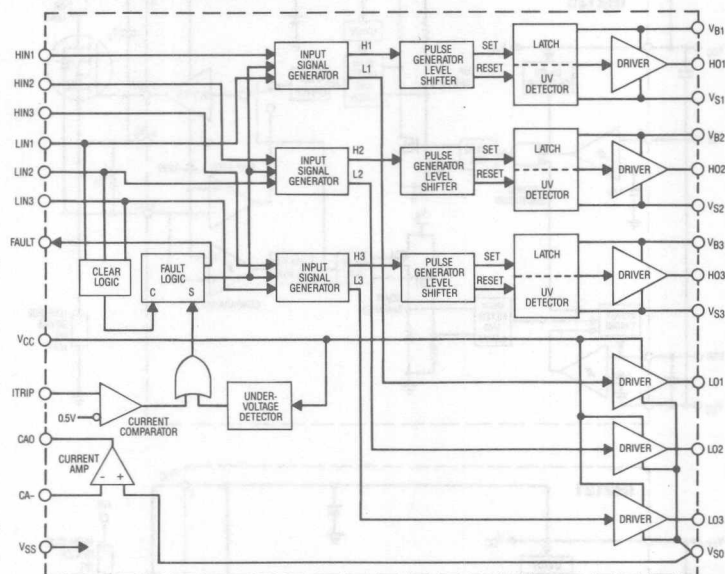 HIN1
HIN2
HIN3
LIN1
LIN2
LIN3
FAULT
VCC
ITRIP
0.5V
CAO
CA-
VSS
CLEAR
LOGIC
FAULT
LOGIC
C S
INPUT
SIGNAL
GENERATOR
H1
L1
PULSE
GENERATOR
LEVEL
SHIFTER
SET
RESET
LATCH
UV
DETECTOR
DRIVER
VB1
HO1
VS1
INPUT
SIGNAL
GENERATOR
H2
L2
PULSE
GENERATOR
LEVEL
SHIFTER
SET
RESET
LATCH
UV
DETECTOR
DRIVER
VB2
HO2
VS2
INPUT
SIGNAL
GENERATOR
H3
L3
PULSE
GENERATOR
LEVEL
SHIFTER
SET
RESET
LATCH
UV
DETECTOR
DRIVER
VB3
HO3
VS3
CURRENT
COMPARATOR
UNDER-
VOLTAGE
DETECTOR
CURRENT
AMP
- +
DRIVER
LO1
DRIVER
LO2
DRIVER
LO3
VS0